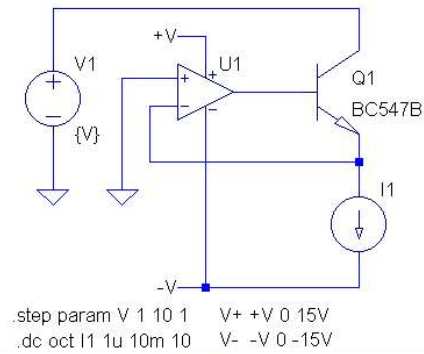 +V
V1
U1
Q1
BC547B
{V}
I1
-V
.step param V 1 10 1
V+ +V 0 15V
.dc oct I1 1u 10m 10
V- -V 0 -15V